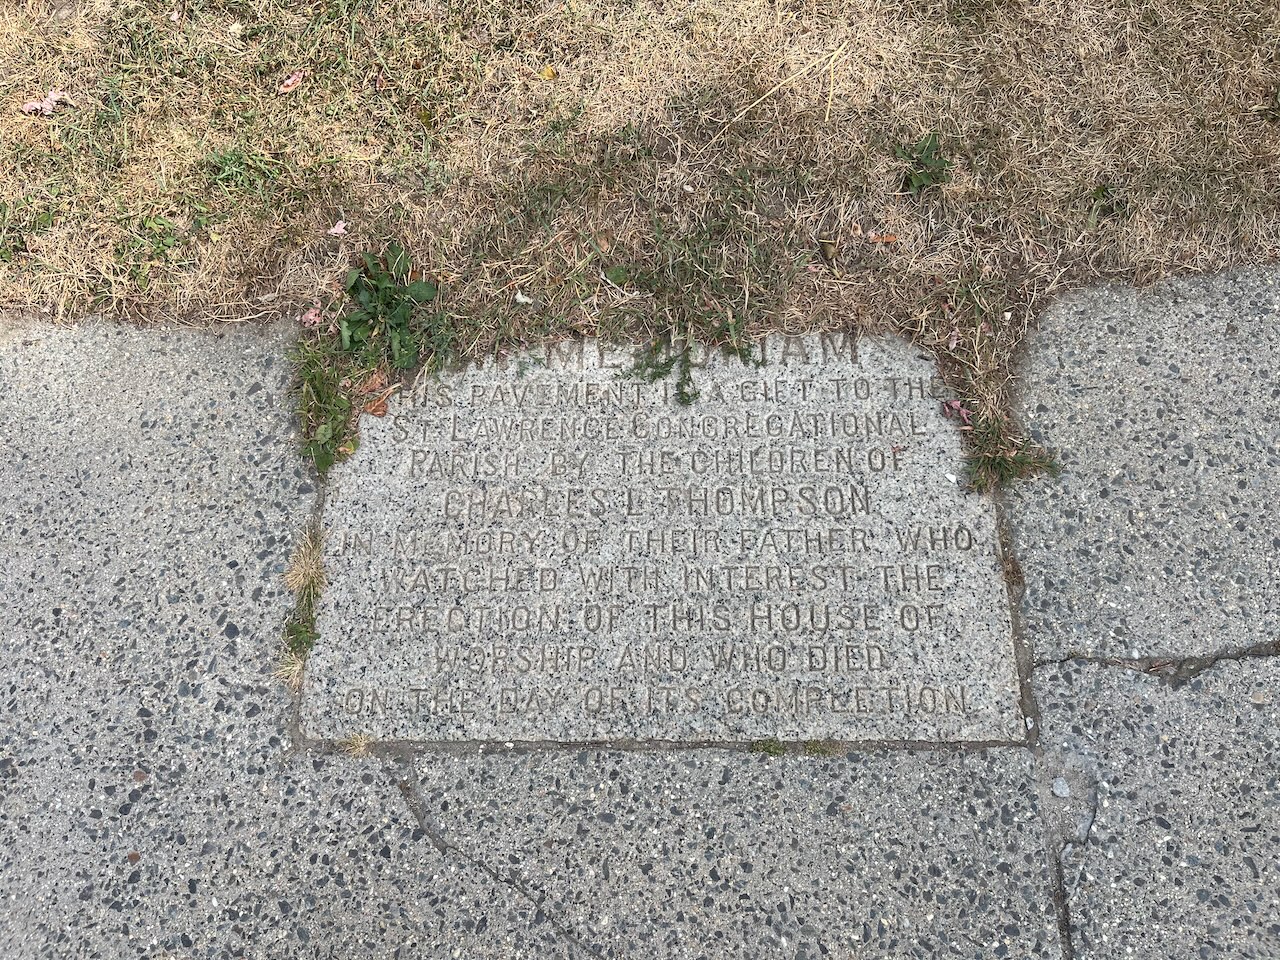 IN MEMORIAM
THIS PAVEMENT IS A GIFT TO THE
ST. LAWRENCE CONGREGATIONAL
PARISH BY THE CHILDREN OF
CHARLES L THOMPSON
IN MEMORY OF THEIR FATHER WHO
WATCHED WITH INTEREST THE
ERECTION OF THIS HOUSE OF
WORSHIP AND WHO DIED
ON THE DAY OF ITS COMPLETION